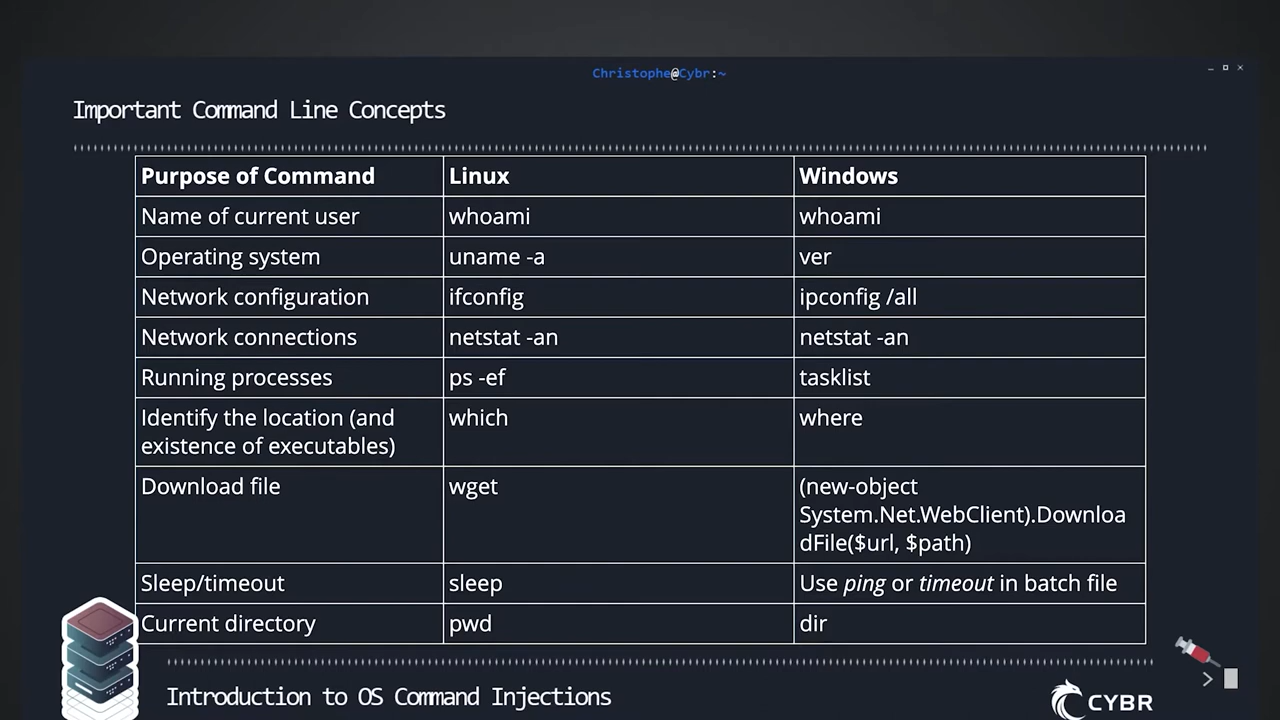 Christophe@Cybr:~
Important Command Line Concepts
Purpose of Command Linux Windows
Name of current user whoami whoami
Operating system uname -a ver
Network configuration ifconfig ipconfig /all
Network connections netstat -an netstat -an
Running processes ps -ef tasklist
Identify the location (and which where
existence of executables)
Download file wget (new-object
System.Net.WebClient).Downloa
dFile($url, $path)
Sleep/timeout sleep Use ping or timeout in batch file
Current directory pwd dir
Introduction to OS Command Injections
CYBR